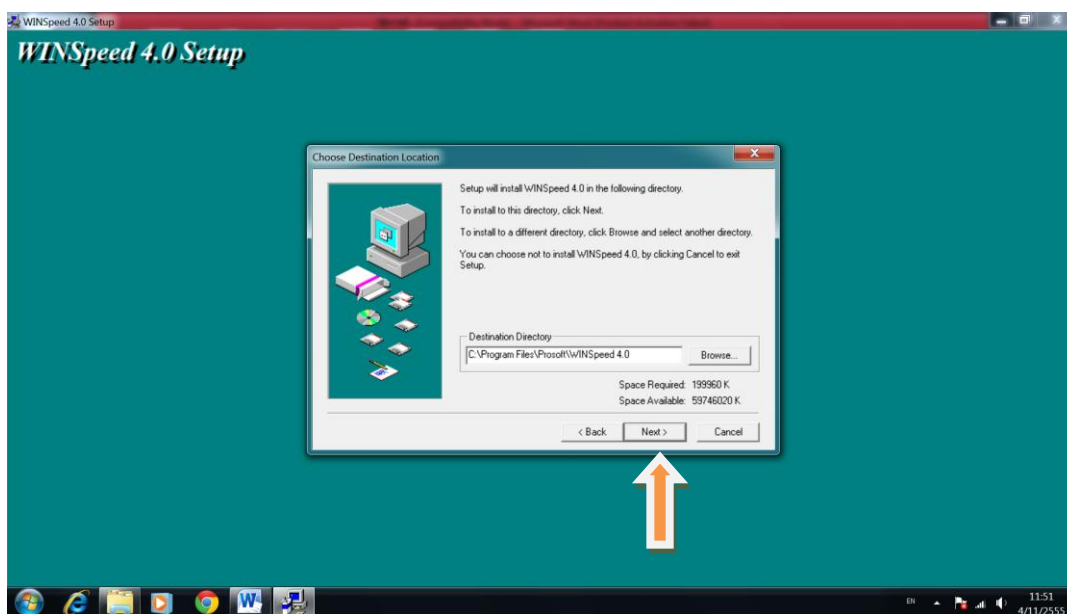 WINSpeed 4.0 Setup
WINSpeed 4.0 Setup
Choose Destination Location
Setup will install WINSpeed 4.0 in the following directory.
To install to this directory, click Next.
To install to a different directory, click Browse and select another directory.
You can choose not to install WINSpeed 4.0, by clicking Cancel to exit
Setup.
Destination Directory
C:\Program Files\Prosoft\WINSpeed 4.0
Browse...
Space Required: 199960 K
Space Available: 59746020 K
< Back Next > Cancel
EN
11:51
4/11/2555